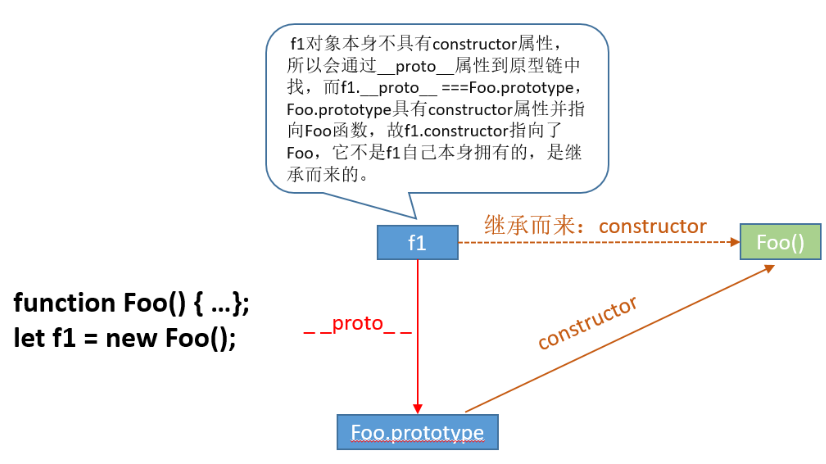 f1对象本身不具有constructor属性，
所以会通过__proto__属性到原型链中
找，而f1.__proto__ ===Foo.prototype，
Foo.prototype具有constructor属性并指
向Foo函数，故f1.constructor指向了
Foo，它不是f1自己本身拥有的，是继
承而来的。
继承而来：constructor
f1
Foo()
function Foo() { …};
let f1 = new Foo();
_ _proto_ _
constructor
Foo.prototype